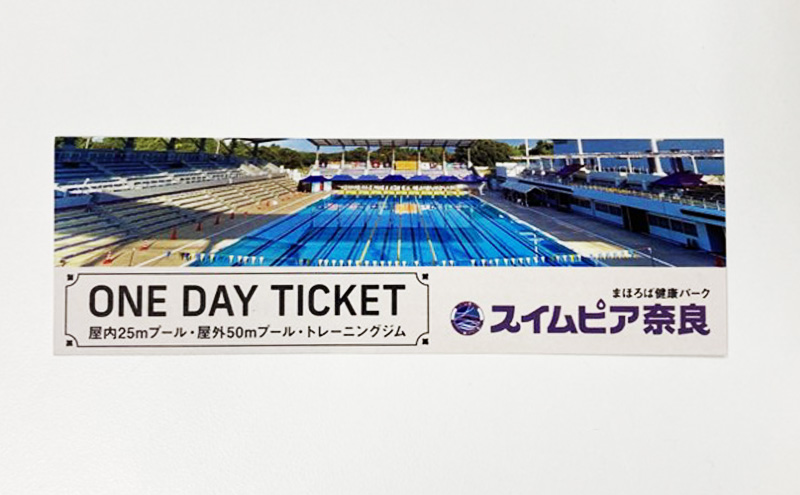 ONE DAY TICKET
屋内25mプール・屋外50mプール・トレーニングジム
まほろば健康パーク
スイムピア奈良